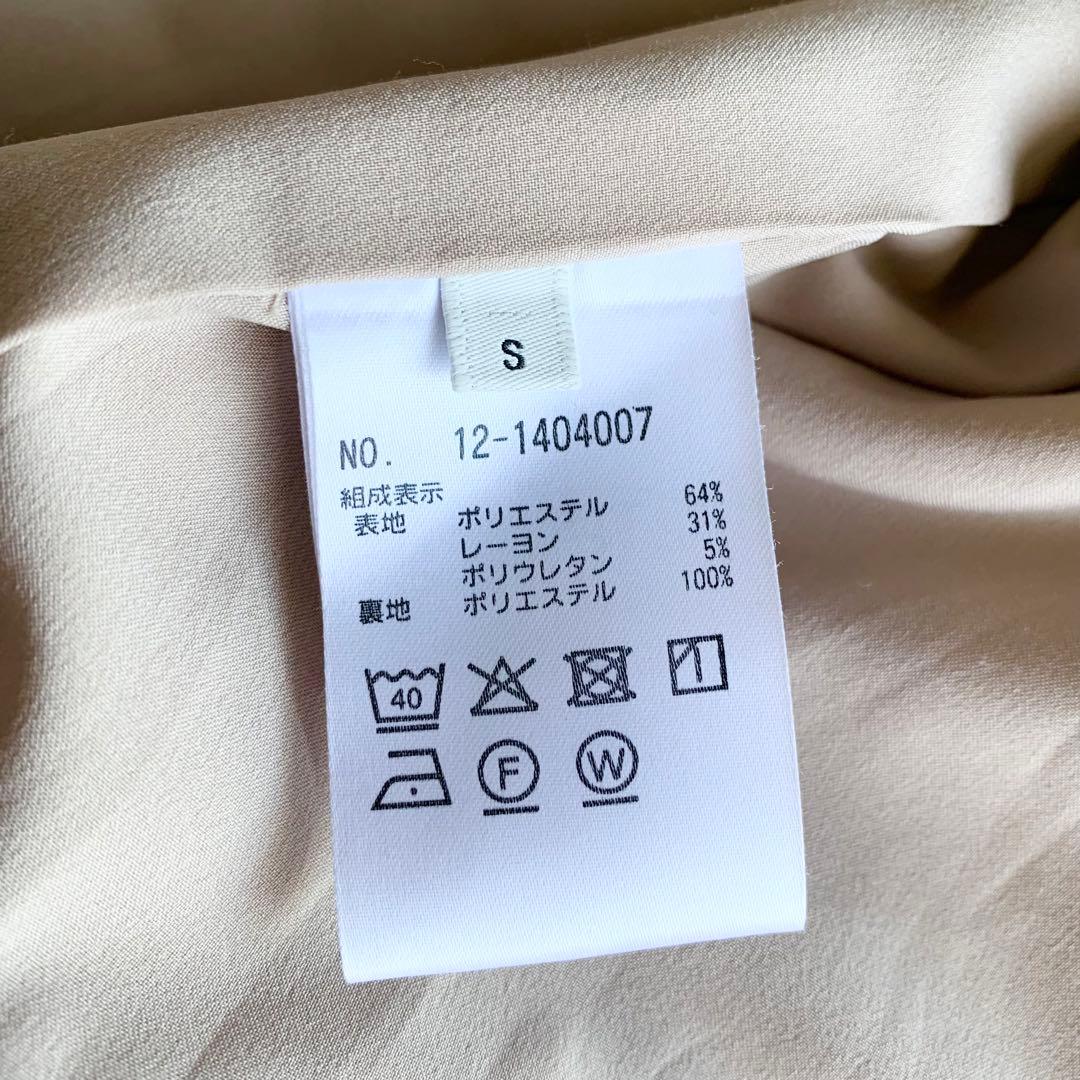 S
NO. 12-1404007
組成表示
表地 ポリエステル 64%
レーヨン 31%
ポリウレタン 5%
裏地 ポリエステル 100%
40
F W